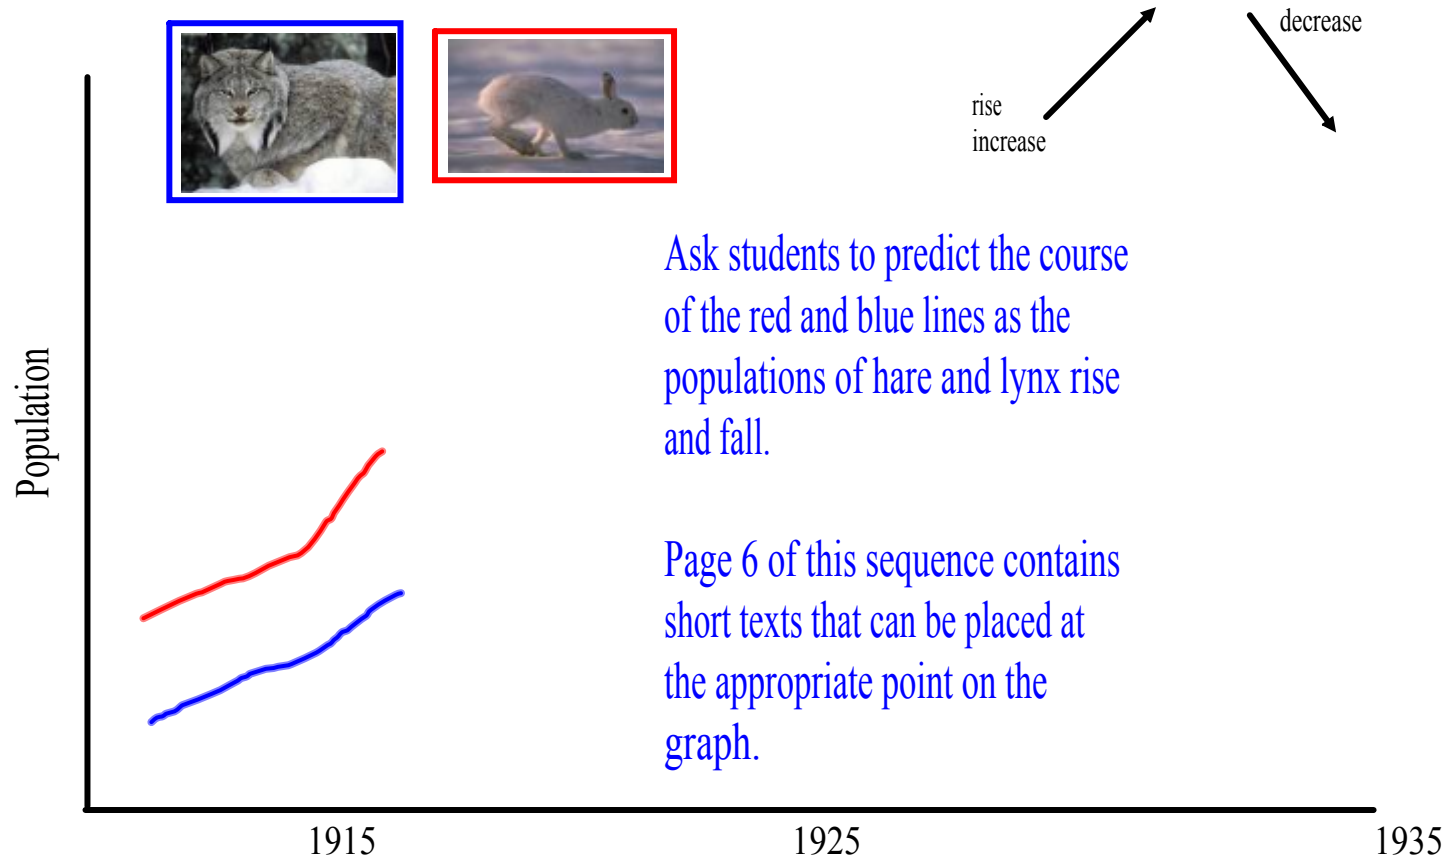 decrease
rise
increase
Ask students to predict the course
of the red and blue lines as the
populations of hare and lynx rise
and fall.
Page 6 of this sequence contains
short texts that can be placed at
the appropriate point on the
graph.
Population
1915
1925
1935